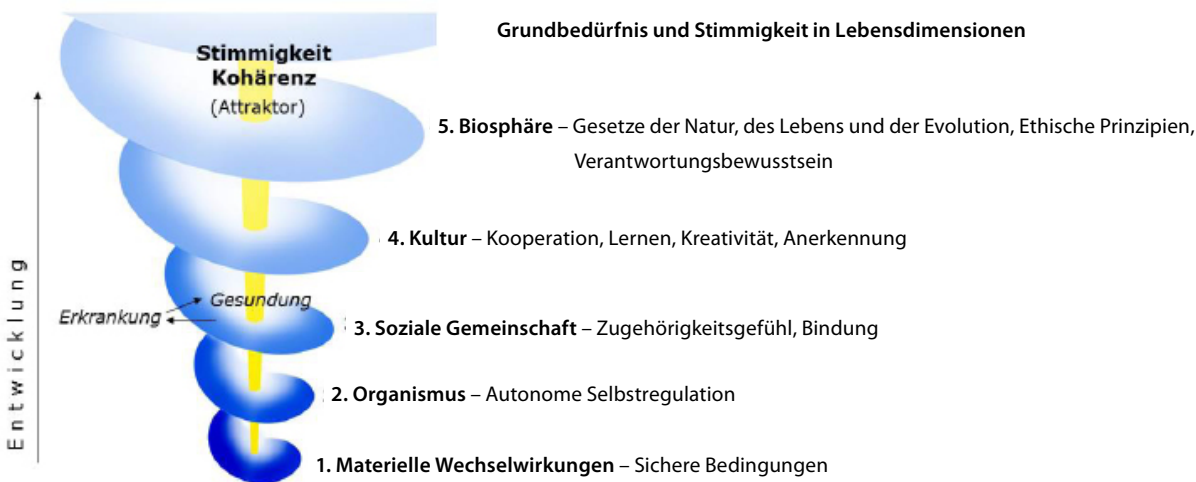 Grundbedürfnis und Stimmigkeit in Lebensdimensionen
Stimmigkeit
Kohärenz
(Attraktor)
5. Biosphäre – Gesetze der Natur, des Lebens und der Evolution, Ethische Prinzipien,
Verantwortungsbewusstsein
4. Kultur – Kooperation, Lernen, Kreativität, Anerkennung
Gesundung
Erkrankung
3. Soziale Gemeinschaft – Zugehörigkeitsgefühl, Bindung
2. Organismus – Autonome Selbstregulation
1. Materielle Wechselwirkungen – Sichere Bedingungen
Entwicklung